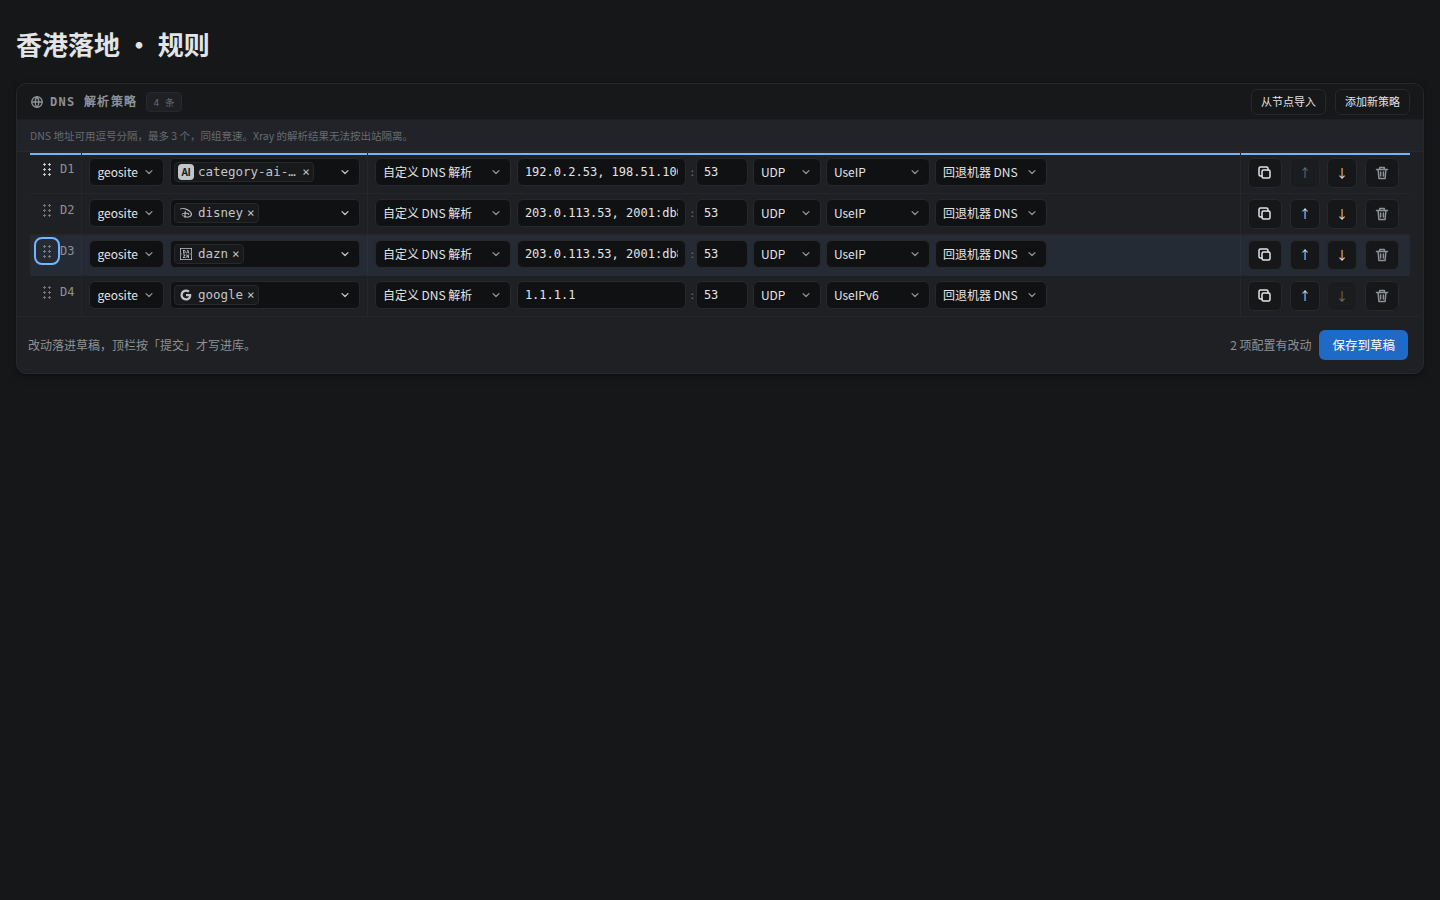 香港落地 · 规则
DNS 解析策略 4 条 从节点导入 添加新策略
DNS 地址可用逗号分隔，最多 3 个，同组竞速。Xray 的解析结果无法按出站隔离。
D1 geosite AI category-ai-… × 自定义 DNS 解析 192.0.2.53, 198.51.100 : 53 UDP UseIP 回退机器 DNS ↑ ↓
D2 geosite disney × 自定义 DNS 解析 203.0.113.53, 2001:db8 : 53 UDP UseIP 回退机器 DNS ↑ ↓
D3 geosite DAZN dazn × 自定义 DNS 解析 203.0.113.53, 2001:db8 : 53 UDP UseIP 回退机器 DNS ↑ ↓
D4 geosite G google × 自定义 DNS 解析 1.1.1.1 : 53 UDP UseIPv6 回退机器 DNS ↑ ↓
改动落进草稿，顶栏按「提交」才写进库。 2 项配置有改动 保存到草稿